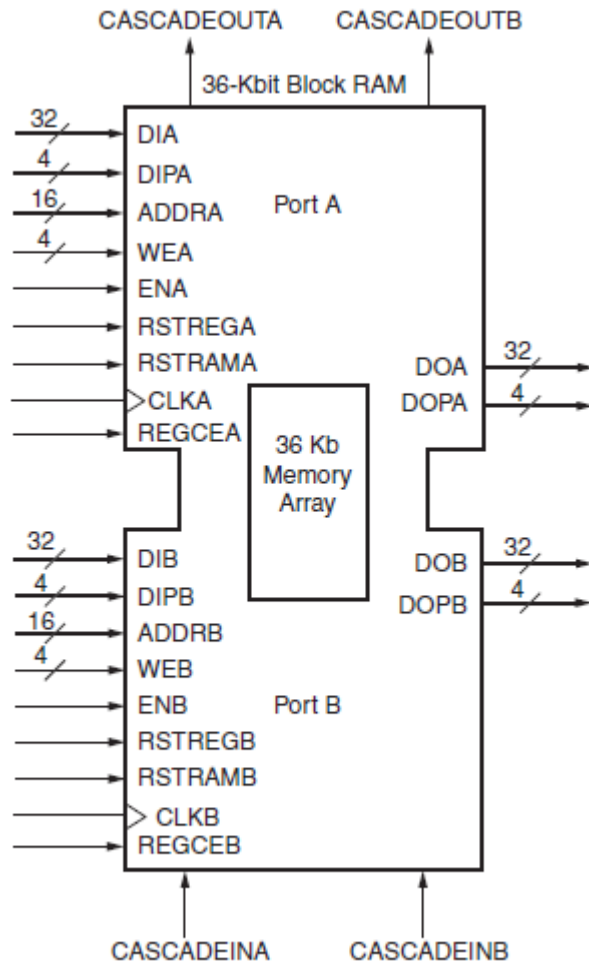 CASCADEOUTA CASCADEOUTB
36-Kbit Block RAM
32 DIA
4 DIPA
16 ADDRA Port A
4 WEA
ENA
RSTREGA
RSTRAMA DOA 32
CLKA DOPA 4
REGCEA
36 Kb
Memory
Array
32 DIB DOB 32
4 DIPB DOPB 4
16 ADDRB
4 WEB
ENB Port B
RSTREGB
RSTRAMB
CLKB
REGCEB
CASCADEINA CASCADEINB